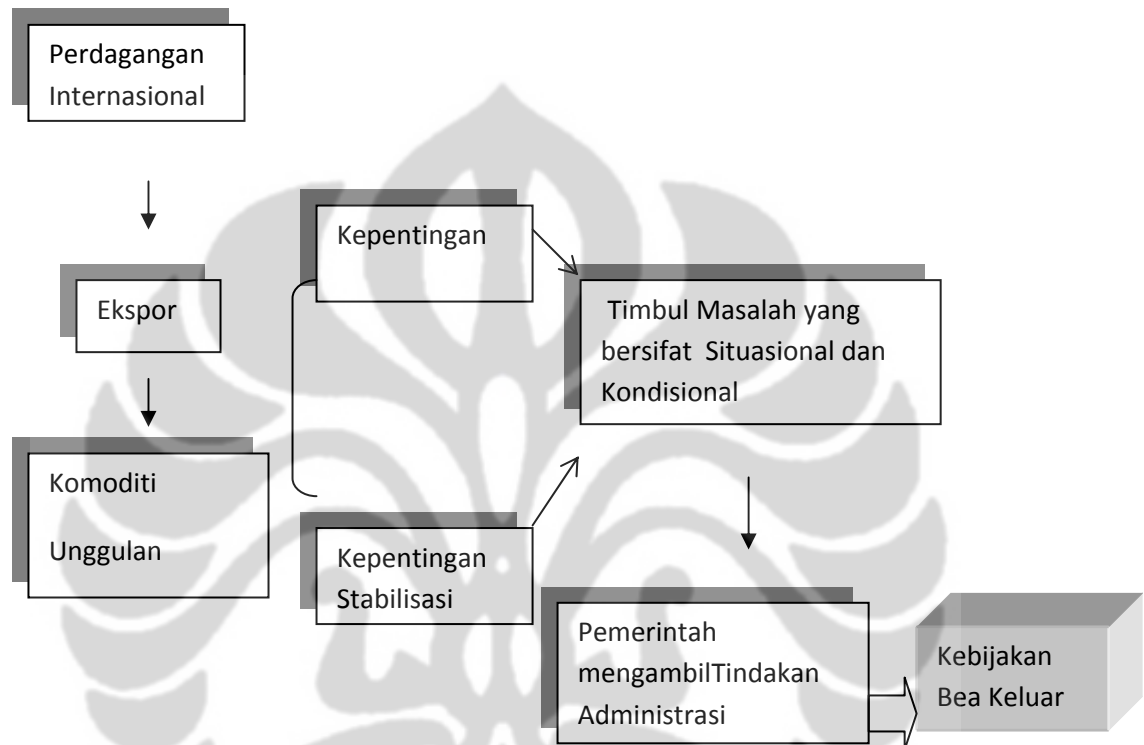 Perdagangan
Internasional
Ekspor
Komoditi
Unggulan
Kepentingan
Kepentingan
Stabilisasi
Timbul Masalah yang
bersifat Situasional dan
Kondisional
Pemerintah
mengambilTindakan
Administrasi
Kebijakan
Bea Keluar